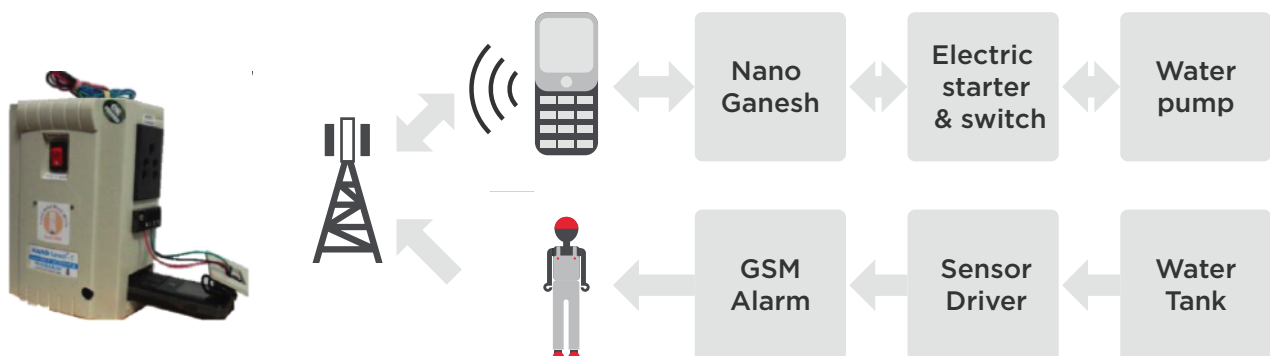 Nano
Ganesh
Electric
starter
& switch
Water
pump
GSM
Alarm
Sensor
Driver
Water
Tank